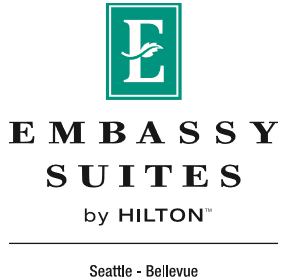 E
EMBASSY
SUITES
by HILTON™
Seattle - Bellevue